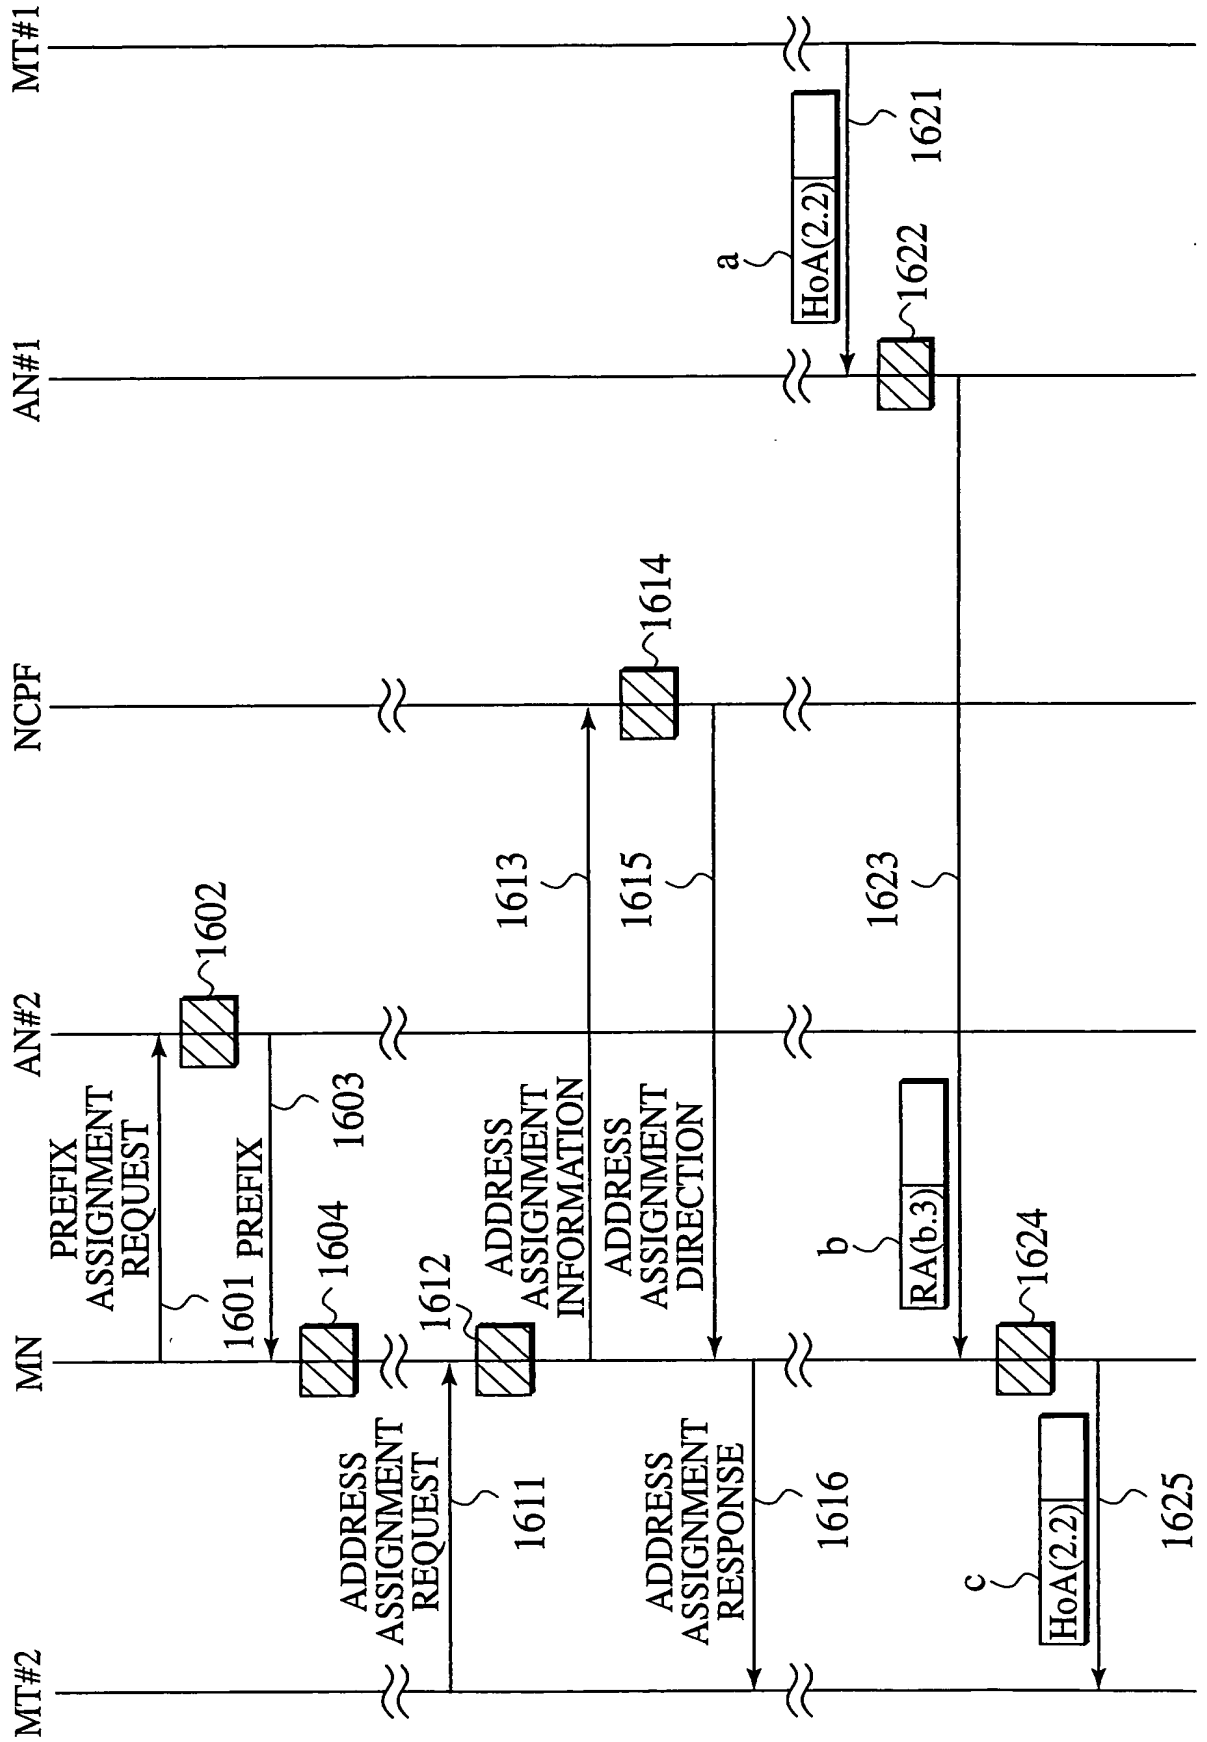 MT#2
MN
AN#2
NCPF
AN#1
MT#1
PREFIX
ASSIGNMENT
REQUEST
1601
1602
PREFIX
1603
1604
ADDRESS
ASSIGNMENT
REQUEST
1611
1612
ADDRESS
ASSIGNMENT
INFORMATION
1613
1614
ADDRESS
ASSIGNMENT
DIRECTION
1615
ADDRESS
ASSIGNMENT
RESPONSE
1616
a
HoA(2.2)
1621
1622
b
RA(b.3)
1623
1624
c
HoA(2.2)
1625